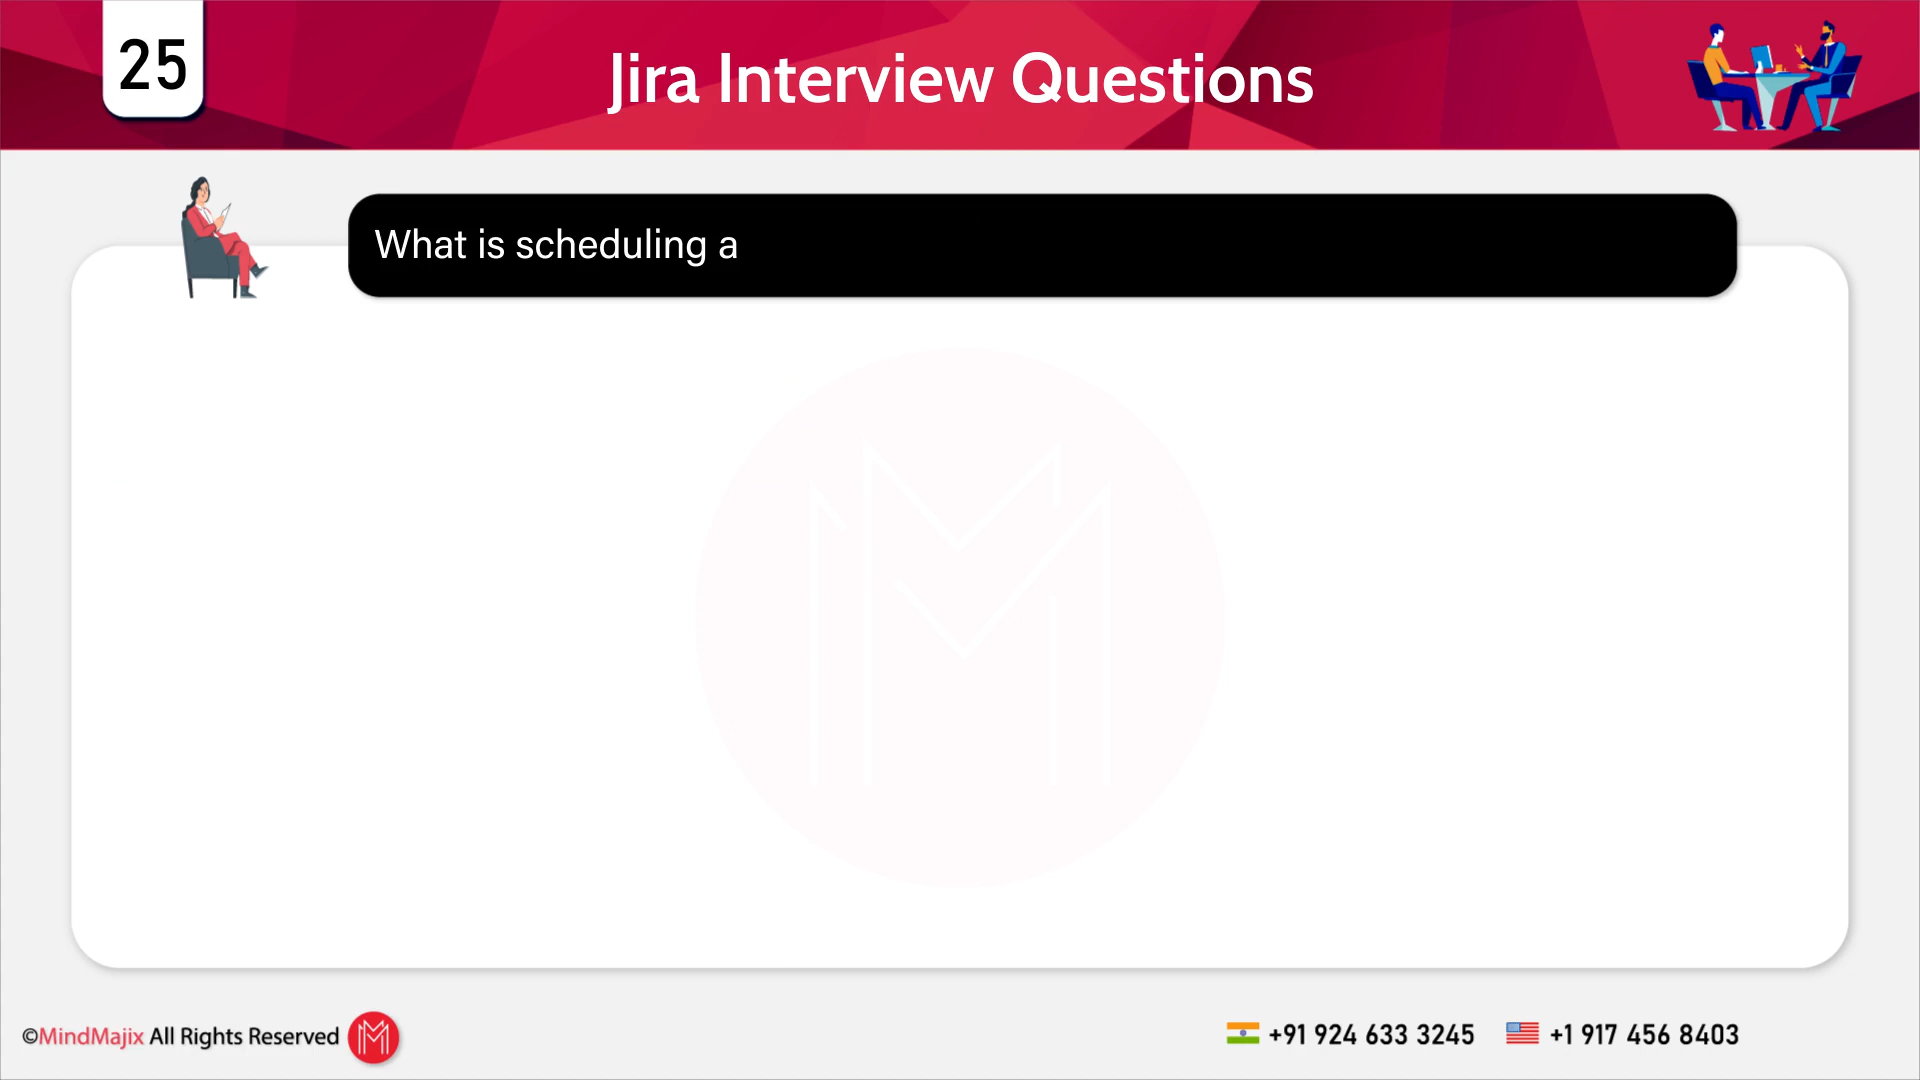 25
Jira Interview Questions
What is scheduling a
©MindMajix All Rights Reserved
+91 924 633 3245
+1 917 456 8403